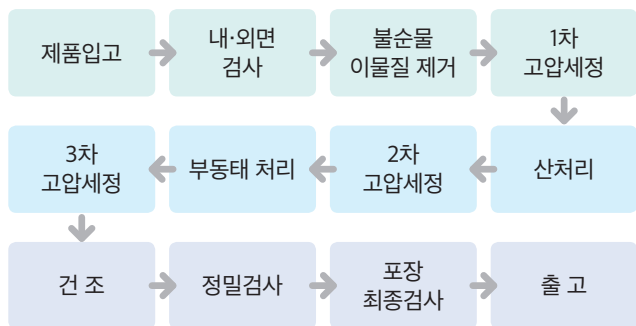 제품입고
내·외면
검사
불순물
이물질 제거
1차
고압세정
산처리
2차
고압세정
부동태 처리
3차
고압세정
건 조
정밀검사
포장
최종검사
출 고